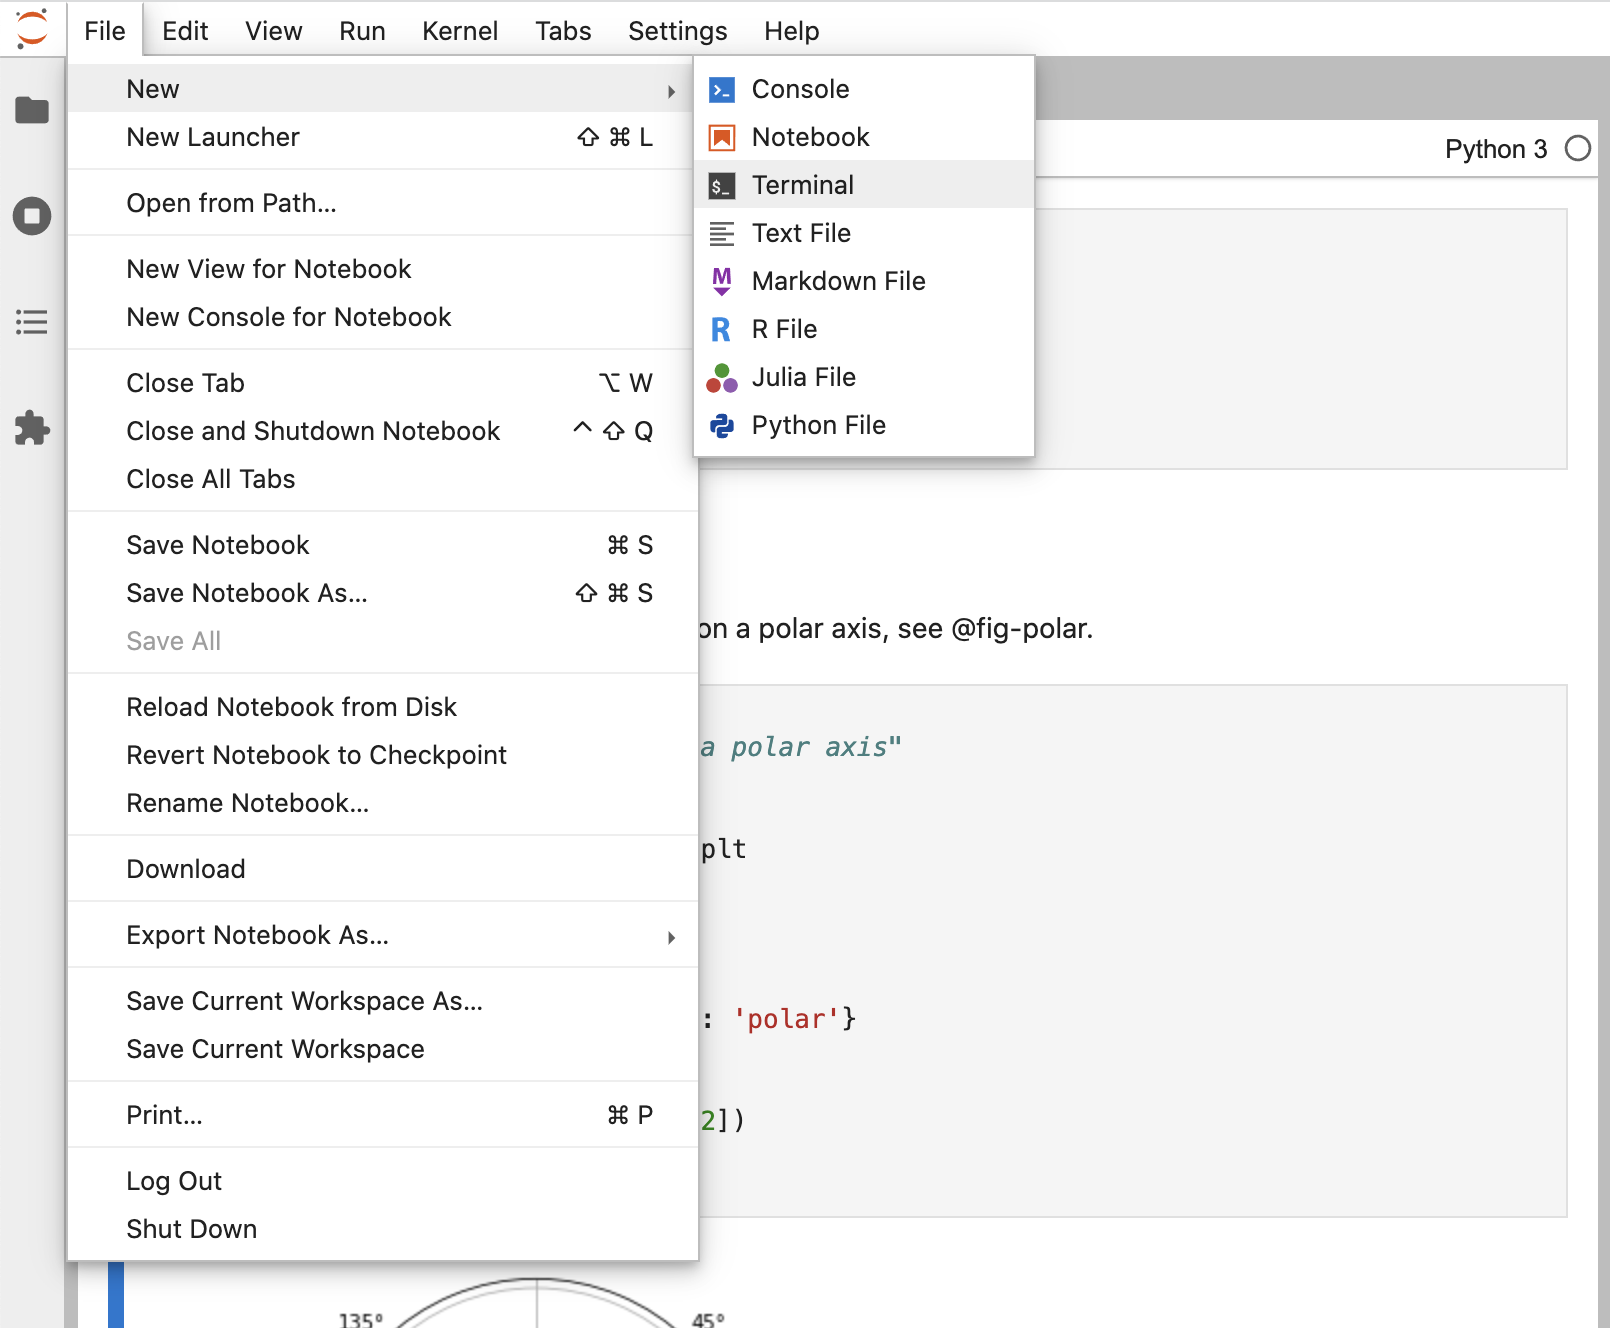 File Edit View Run Kernel Tabs Settings Help
New
New Launcher ⇧ ⌘ L
Open from Path...
New View for Notebook
New Console for Notebook
Close Tab ⌥ W
Close and Shutdown Notebook ^ ⇧ Q
Close All Tabs
Save Notebook ⌘ S
Save Notebook As... ⇧ ⌘ S
Save All
Reload Notebook from Disk
Revert Notebook to Checkpoint
Rename Notebook...
Download
Export Notebook As...
Save Current Workspace As...
Save Current Workspace
Print... ⌘ P
Log Out
Shut Down
Console
Notebook
$_ Terminal
Text File
M Markdown File
R R File
Julia File
Python File
Python 3
on a polar axis, see @fig-polar.
a polar axis"
plt
: 'polar'}
2])
135° 45°